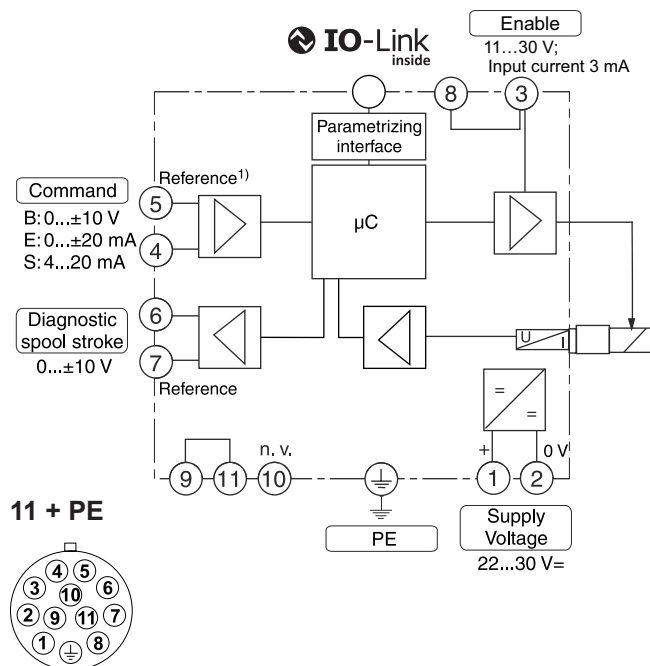 IO-Link
inside
Enable
11...30 V;
Input current 3 mA
8
3
Parametrizing
interface
Command
B: 0...±10 V
E: 0...±20 mA
S: 4...20 mA
5
Reference1)
4
µC
Diagnostic
spool stroke
0...±10 V
6
7
Reference
U
I
=
=
+
0 V
n. v.
9
11
10
1
2
PE
Supply
Voltage
22...30 V=
11 + PE
4
5
3
10
6
2
9
11
7
1
8